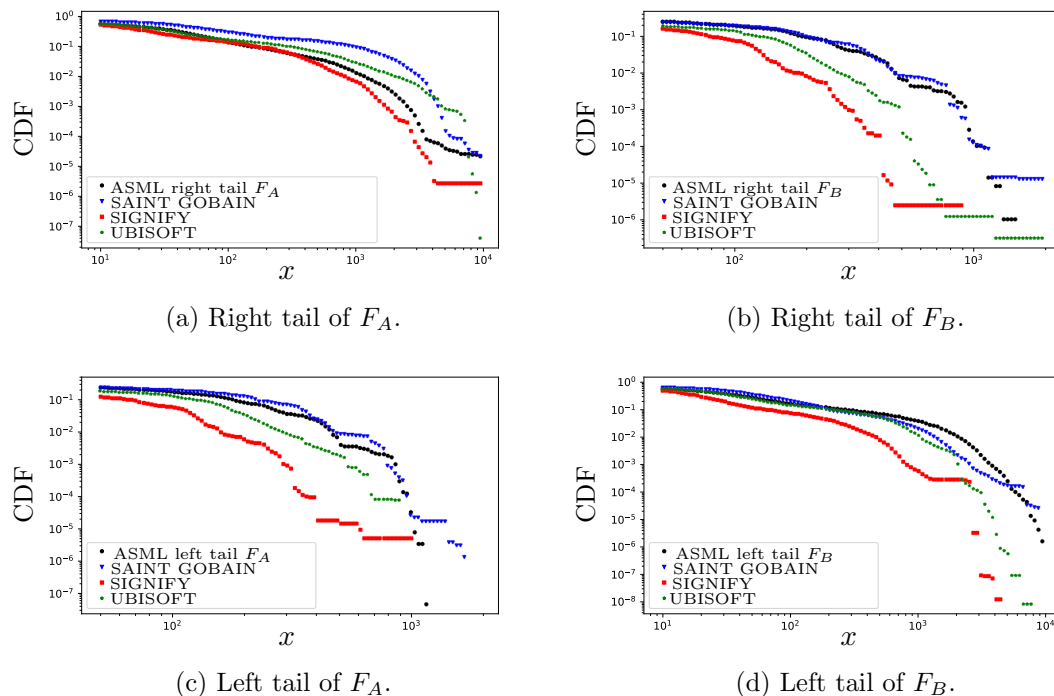 CDF
10⁰
10⁻¹
10⁻²
10⁻³
10⁻⁴
10⁻⁵
10⁻⁶
10⁻⁷
ASML right tail F_A
SAINT GOBAIN
SIGNIFY
UBISOFT
10¹
10²
10³
10⁴
x
(a) Right tail of F_A.
CDF
10⁻¹
10⁻²
10⁻³
10⁻⁴
10⁻⁵
10⁻⁶
ASML right tail F_B
SAINT GOBAIN
SIGNIFY
UBISOFT
10²
10³
x
(b) Right tail of F_B.
CDF
10⁻¹
10⁻²
10⁻³
10⁻⁴
10⁻⁵
10⁻⁶
10⁻⁷
ASML left tail F_A
SAINT GOBAIN
SIGNIFY
UBISOFT
10²
10³
x
(c) Left tail of F_A.
CDF
10⁰
10⁻¹
10⁻²
10⁻³
10⁻⁴
10⁻⁵
10⁻⁶
10⁻⁷
10⁻⁸
ASML left tail F_B
SAINT GOBAIN
SIGNIFY
UBISOFT
10¹
10²
10³
10⁴
x
(d) Left tail of F_B.